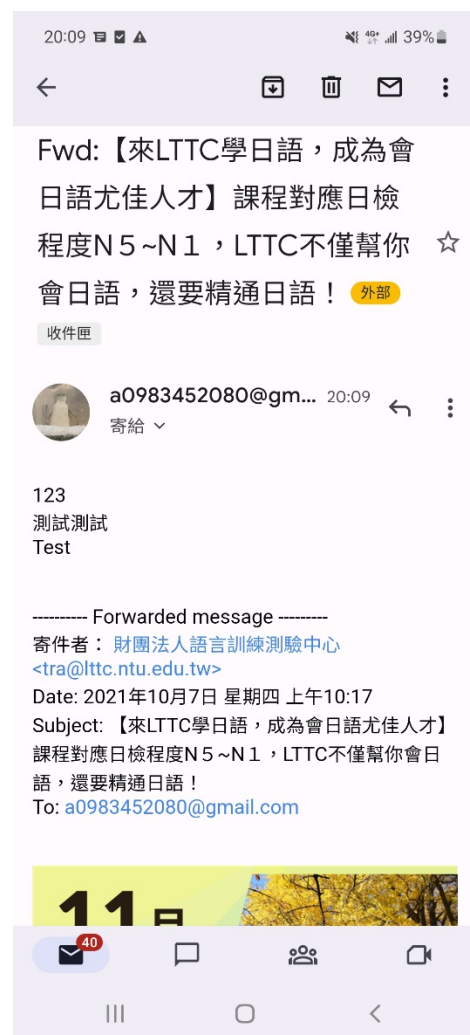 20:09
4G+
39%
Fwd:【來LTTC學日語，成為會
日語尤佳人才】課程對應日檢
程度N５~N１，LTTC不僅幫你
會日語，還要精通日語！ 外部
收件匣
a0983452080@gm... 20:09
寄給
123
測試測試
Test
---------- Forwarded message ---------
寄件者： 財團法人語言訓練測驗中心
<tra@lttc.ntu.edu.tw>
Date: 2021年10月7日 星期四 上午10:17
Subject: 【來LTTC學日語，成為會日語尤佳人才】
課程對應日檢程度N５~N１，LTTC不僅幫你會日
語，還要精通日語！
To: a0983452080@gmail.com
11月
40